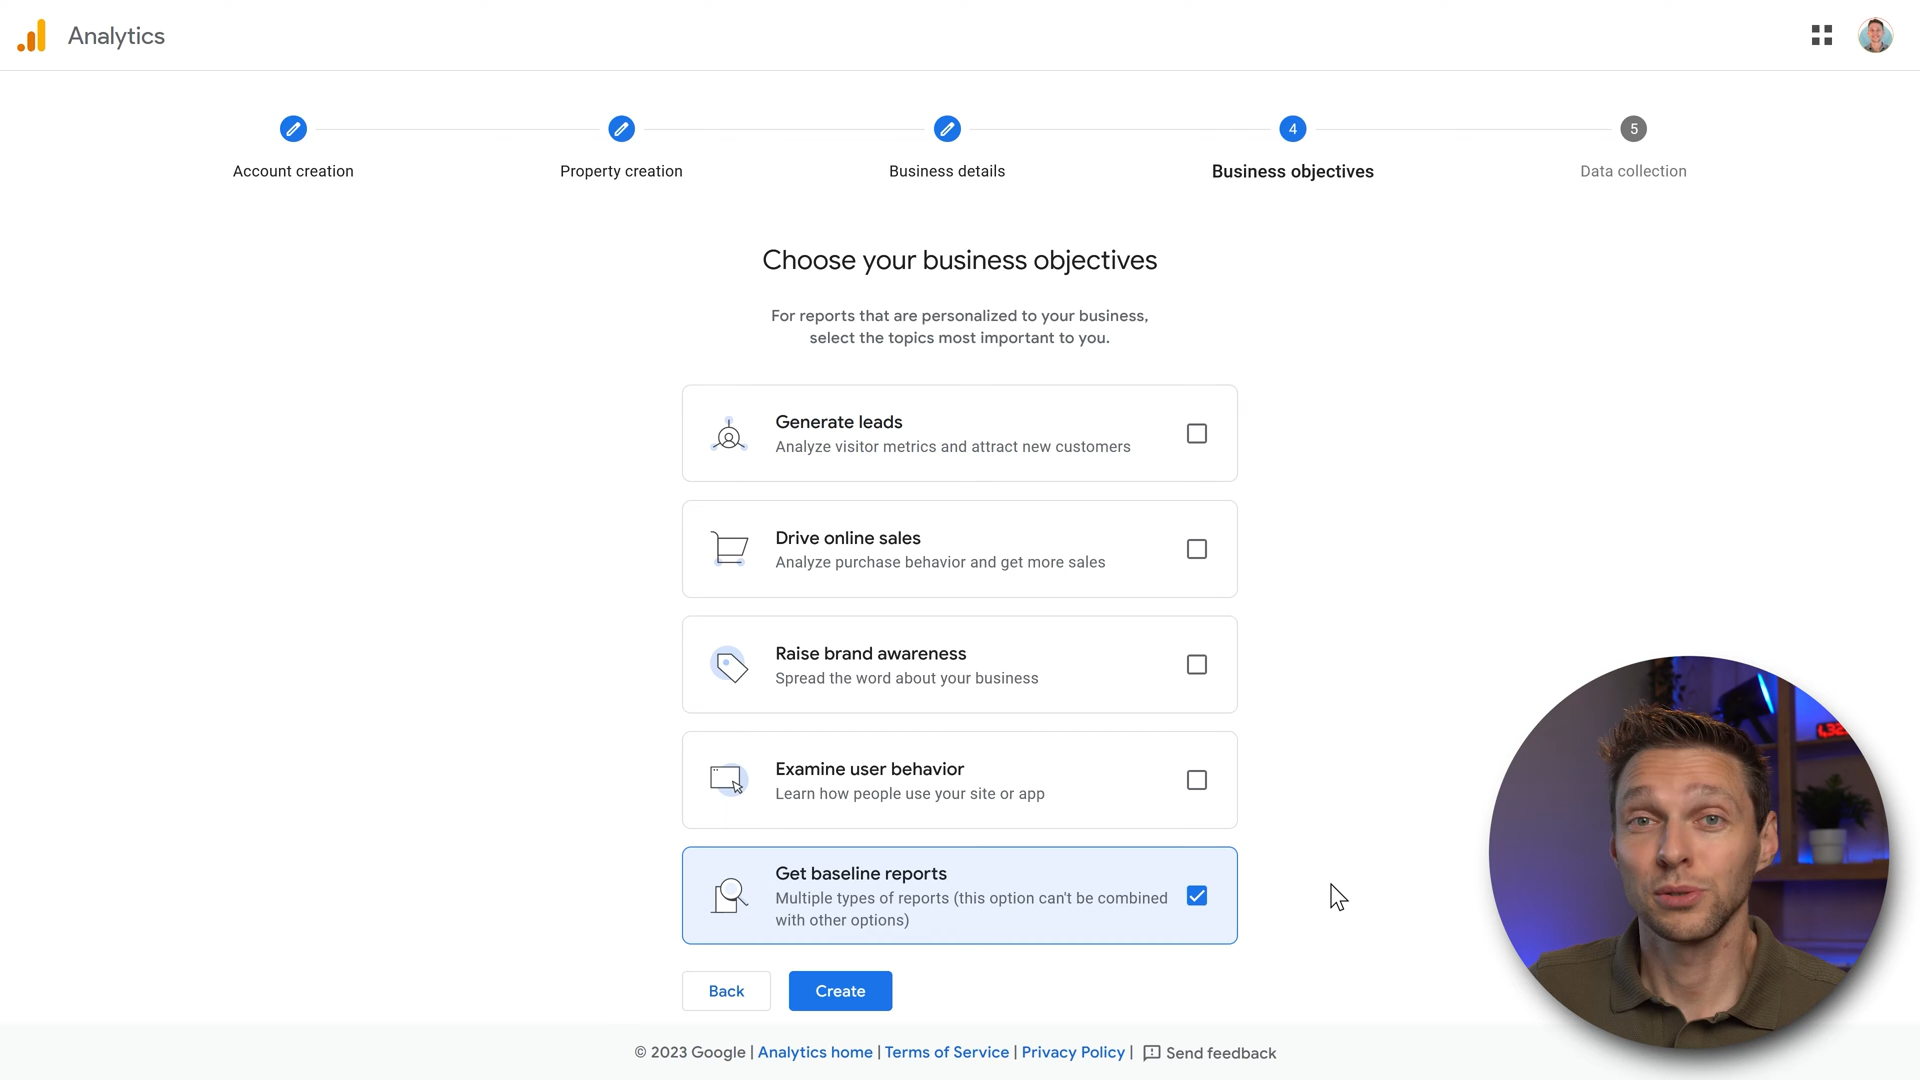 Analytics
4
5
Account creation
Property creation
Business details
Business objectives
Data collection
Choose your business objectives
For reports that are personalized to your business,
select the topics most important to you.
Generate leads
Analyze visitor metrics and attract new customers
Drive online sales
Analyze purchase behavior and get more sales
Raise brand awareness
Spread the word about your business
Examine user behavior
Learn how people use your site or app
Get baseline reports
Multiple types of reports (this option can't be combined
with other options)
Back
Create
© 2023 Google | Analytics home | Terms of Service | Privacy Policy | Send feedback